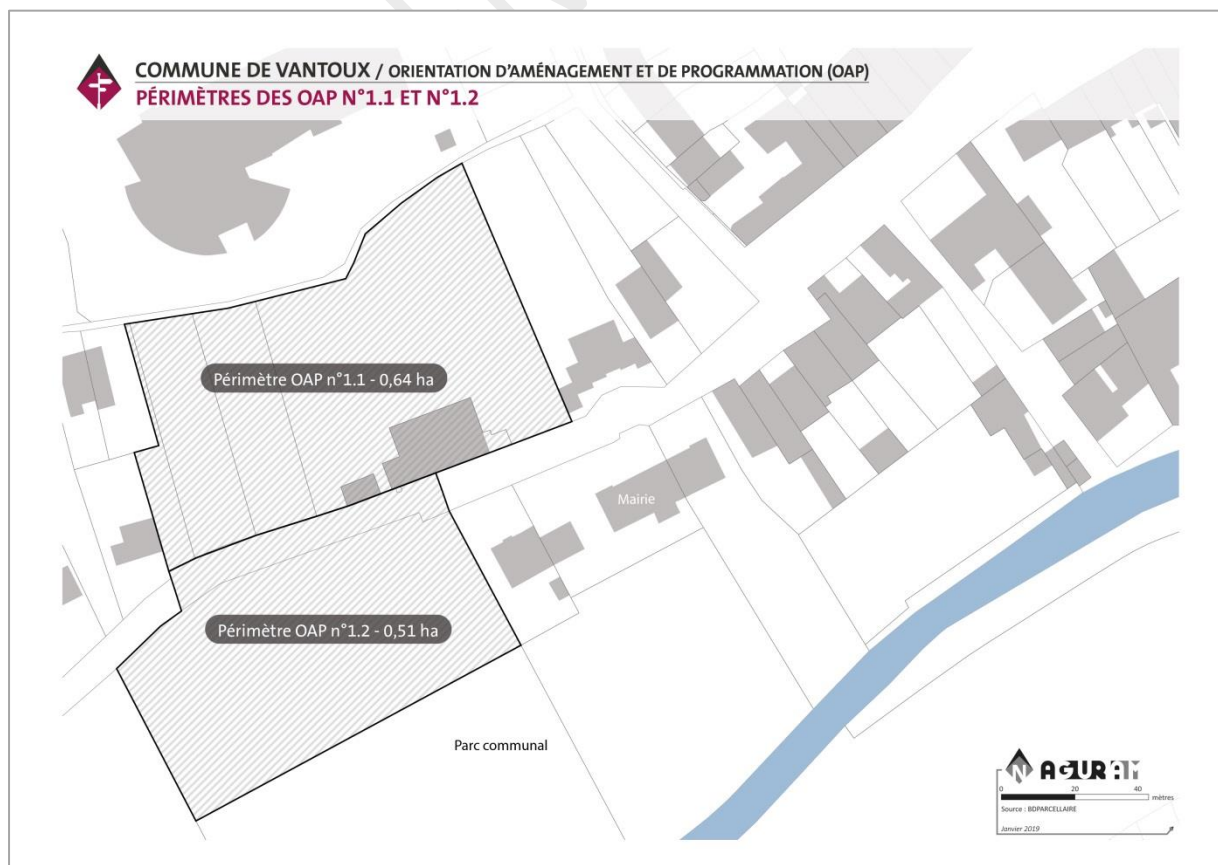 COMMUNE DE VANTOUX / ORIENTATION D'AMÉNAGEMENT ET DE PROGRAMMATION (OAP)
PÉRIMÈTRES DES OAP N°1.1 ET N°1.2
Périmètre OAP n°1.1 - 0,64 ha
Mairie
Périmètre OAP n°1.2 - 0,51 ha
Parc communal
N AGURAM
0 20 40 mètres
Source : BDPARCELLAIRE
Janvier 2019